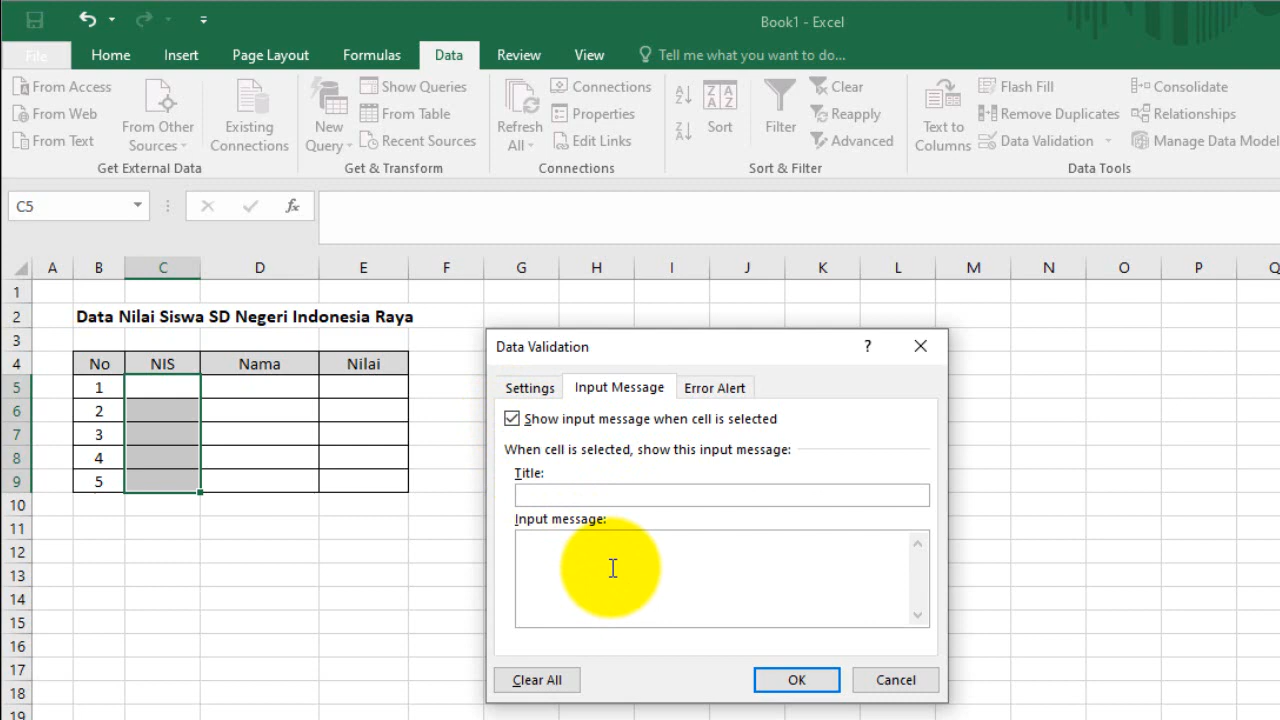 Book1 - Excel
File Home Insert Page Layout Formulas Data Review View Tell me what you want to do...
From Access
From Web
From Text
From Other
Sources
Existing
Connections
Get External Data
New
Query
Show Queries
From Table
Recent Sources
Get & Transform
Refresh
All
Connections
Properties
Edit Links
Connections
Sort
Filter
Clear
Reapply
Advanced
Sort & Filter
Text to
Columns
Flash Fill
Remove Duplicates
Data Validation
Consolidate
Relationships
Manage Data Model
Data Tools
C5 fx
A B C D E F G H I J K L M N O P Q
1
2 Data Nilai Siswa SD Negeri Indonesia Raya
3
4 No NIS Nama Nilai
5 1
6 2
7 3
8 4
9 5
10
11
12
13
14
15
16
17
18
19
Data Validation ?
Settings Input Message Error Alert
Show input message when cell is selected
When cell is selected, show this input message:
Title:
Input message:
Clear All OK Cancel